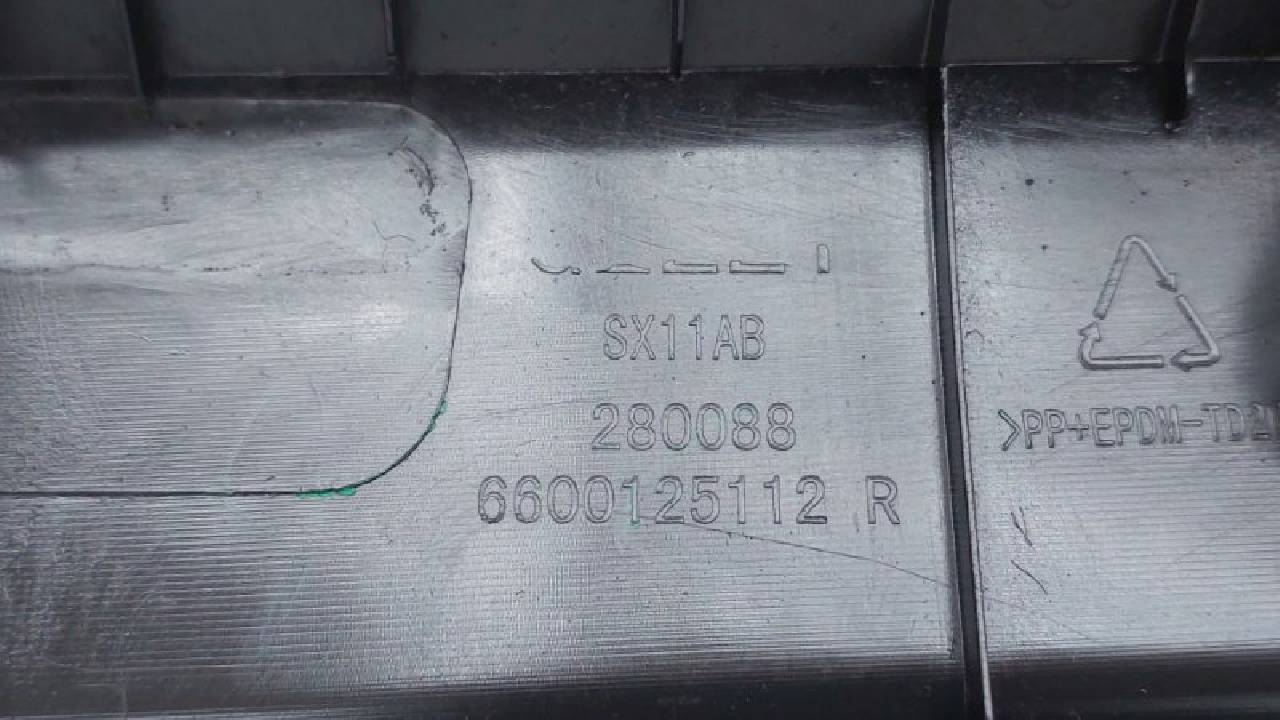 SX11AB
280088
6600125112 R
>PP+EPDM-TD2